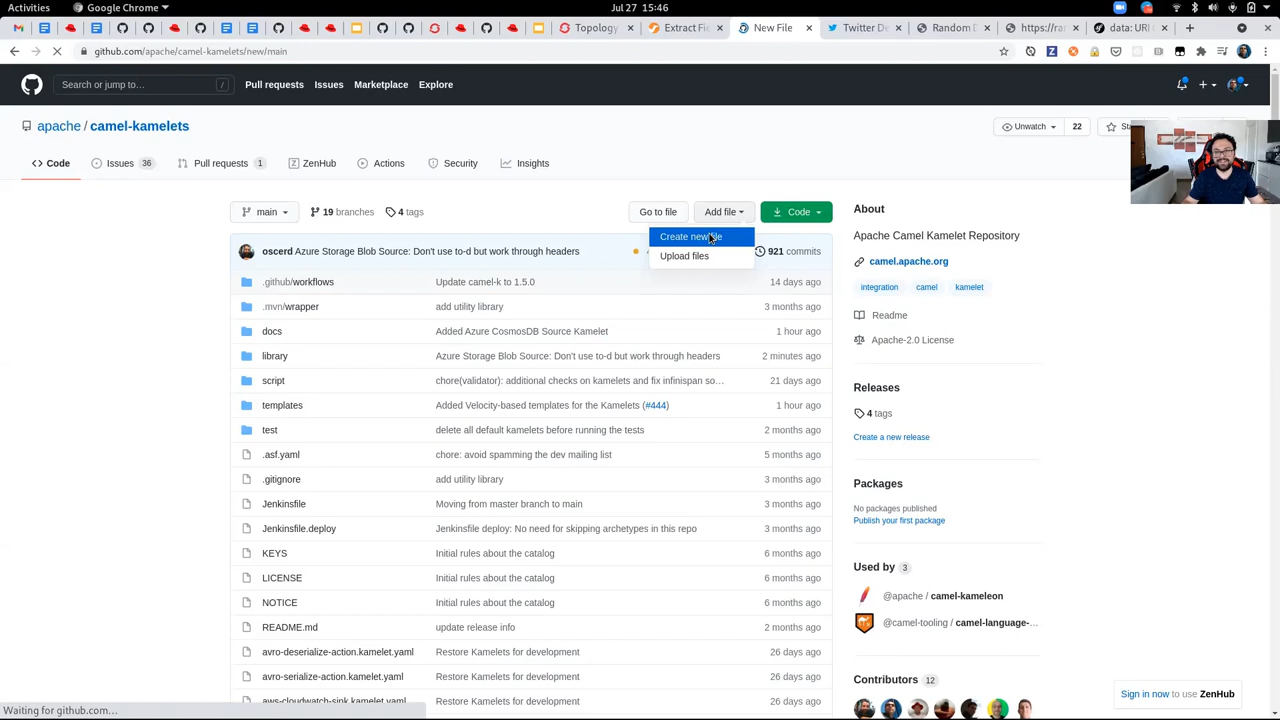 Activities
Google Chrome
Jul 27 15:46
Topology
Extract Fi
New File
Twitter De
Random
https://ra
data: URI
github.com/apache/camel-kamelets/new/main
Search or jump to…
/
Pull requests
Issues
Marketplace
Explore
apache / camel-kamelets
Unwatch
22
Code
Issues 36
Pull requests 1
ZenHub
Actions
Security
Insights
main
19 branches
4 tags
Go to file
Add file
Code
Create new file
Upload files
oscerd Azure Storage Blob Source: Don't use to-d but work through headers
921 commits
.github/workflows Update camel-k to 1.5.0 14 days ago
.mvn/wrapper add utility library 3 months ago
docs Added Azure CosmosDB Source Kamelet 1 hour ago
library Azure Storage Blob Source: Don't use to-d but work through headers 2 minutes ago
script chore(validator): additional checks on kamelets and fix infinispan so… 21 days ago
templates Added Velocity-based templates for the Kamelets (#444) 1 hour ago
test delete all default kamelets before running the tests 2 months ago
.asf.yaml chore: avoid spamming the dev mailing list 5 months ago
.gitignore add utility library 3 months ago
Jenkinsfile Moving from master branch to main 3 months ago
Jenkinsfile.deploy Jenkinsfile deploy: No need for skipping archetypes in this repo 3 months ago
KEYS Initial rules about the catalog 6 months ago
LICENSE Initial rules about the catalog 6 months ago
NOTICE Initial rules about the catalog 6 months ago
README.md update release info 2 months ago
avro-deserialize-action.kamelet.yaml Restore Kamelets for development 26 days ago
avro-serialize-action.kamelet.yaml Restore Kamelets for development 26 days ago
aws-cloudwatch-sink.kamelet.yaml Restore Kamelets for development 26 days ago
About
Apache Camel Kamelet Repository
camel.apache.org
integration
camel
kamelet
Readme
Apache-2.0 License
Releases
4 tags
Create a new release
Packages
No packages published
Publish your first package
Used by 3
@apache / camel-kameleon
@camel-tooling / camel-language-…
Contributors 12
Sign in now to use ZenHub
Waiting for github.com…